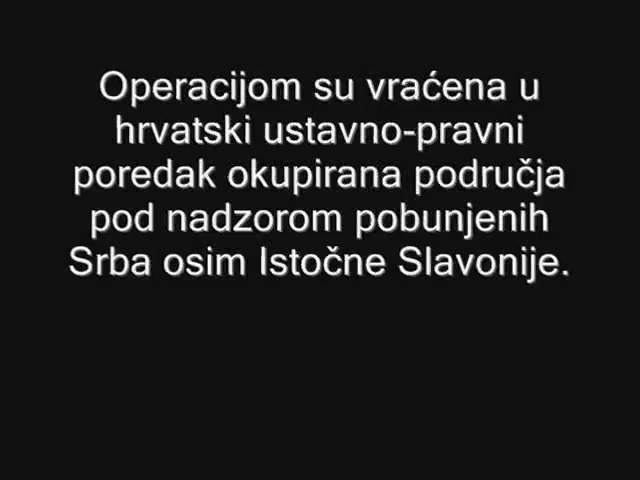 Operacijom su vraćena u
hrvatski ustavno-pravni
poredak okupirana područja
pod nadzorom pobunjenih
Srba osim Istočne Slavonije.